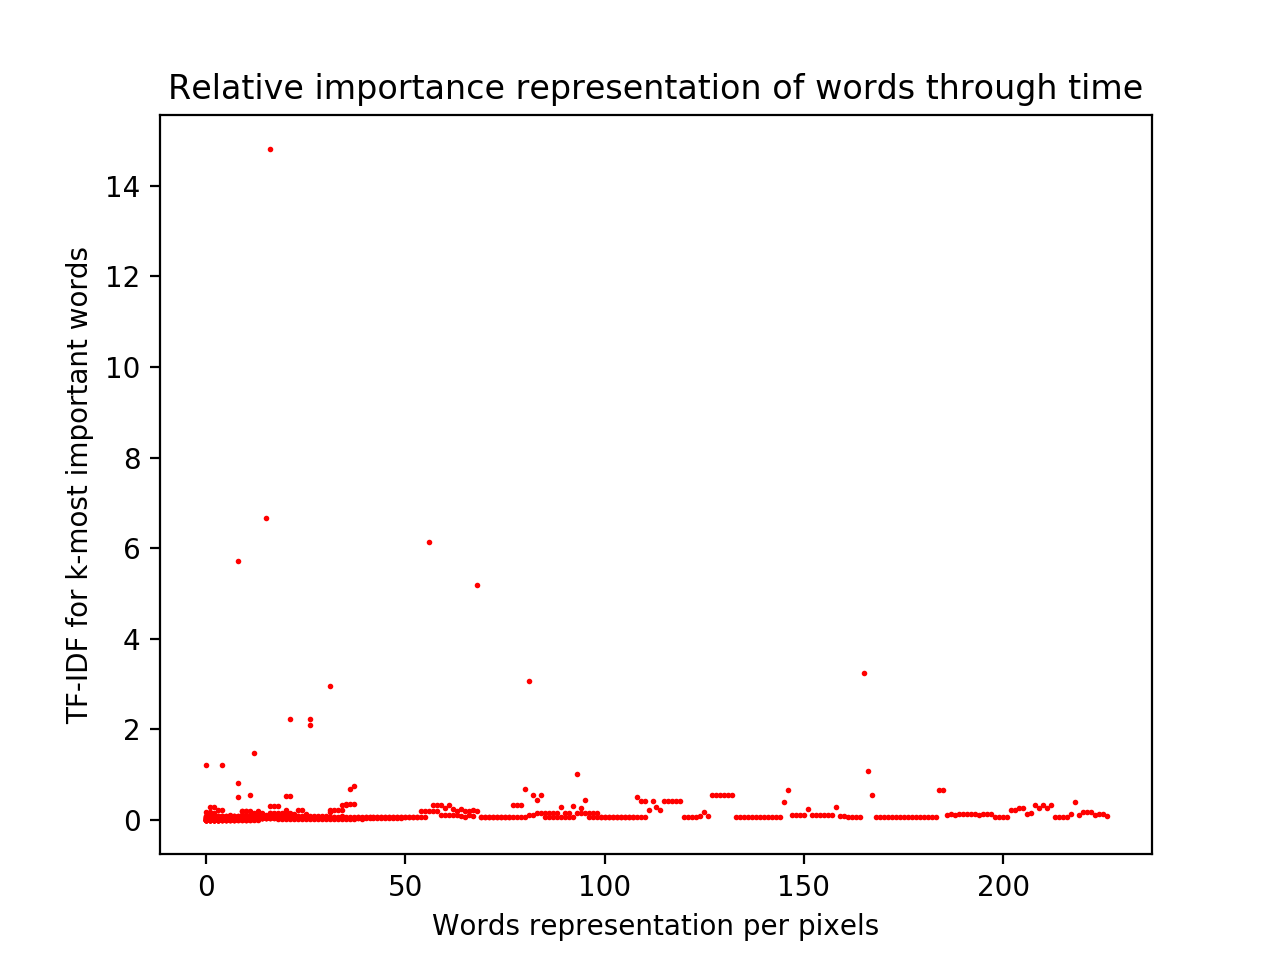 Relative importance representation of words through time
14
12
10
8
6
4
2
0
TF-IDF for k-most important words
0 50 100 150 200
Words representation per pixels